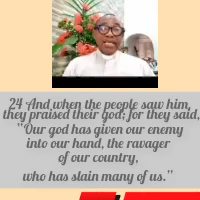 24 And when the people saw him,
they praised their god; for they said,
"Our god has given our enemy
into our hand, the ravager
of our country,
who has slain many of us."